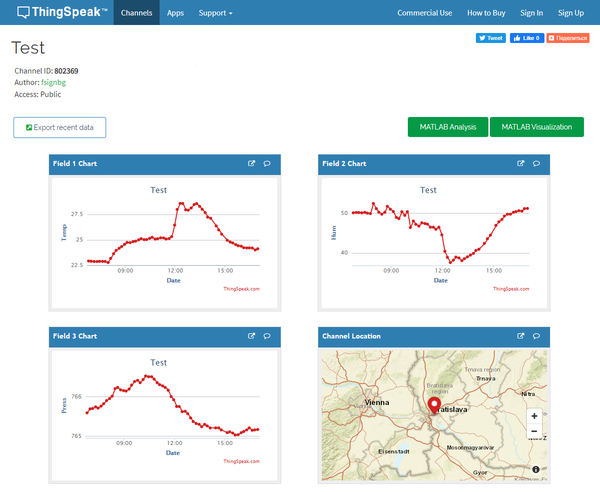 ThingSpeak™ Channels Apps Support Commercial Use How to Buy Sign In Sign Up
Tweet Like 0 Поделиться
Test
Channel ID: 802369
Author: fsignbg
Access: Public
Export recent data MATLAB Analysis MATLAB Visualization
Field 1 Chart
Test
Temp
27.5
25
22.5
09:00 12:00 15:00
Date
ThingSpeak.com
Field 2 Chart
Test
Hum
50
40
09:00 12:00 15:00
Date
ThingSpeak.com
Field 3 Chart
Test
Press
766
765
09:00 12:00 15:00
Date
ThingSpeak.com
Channel Location
Trnava region
Trnava
Bratislava
region
Nitra
Vienna
Bratislava
Eisenstadt
Mosonmagyarovar
Gyor
+
−